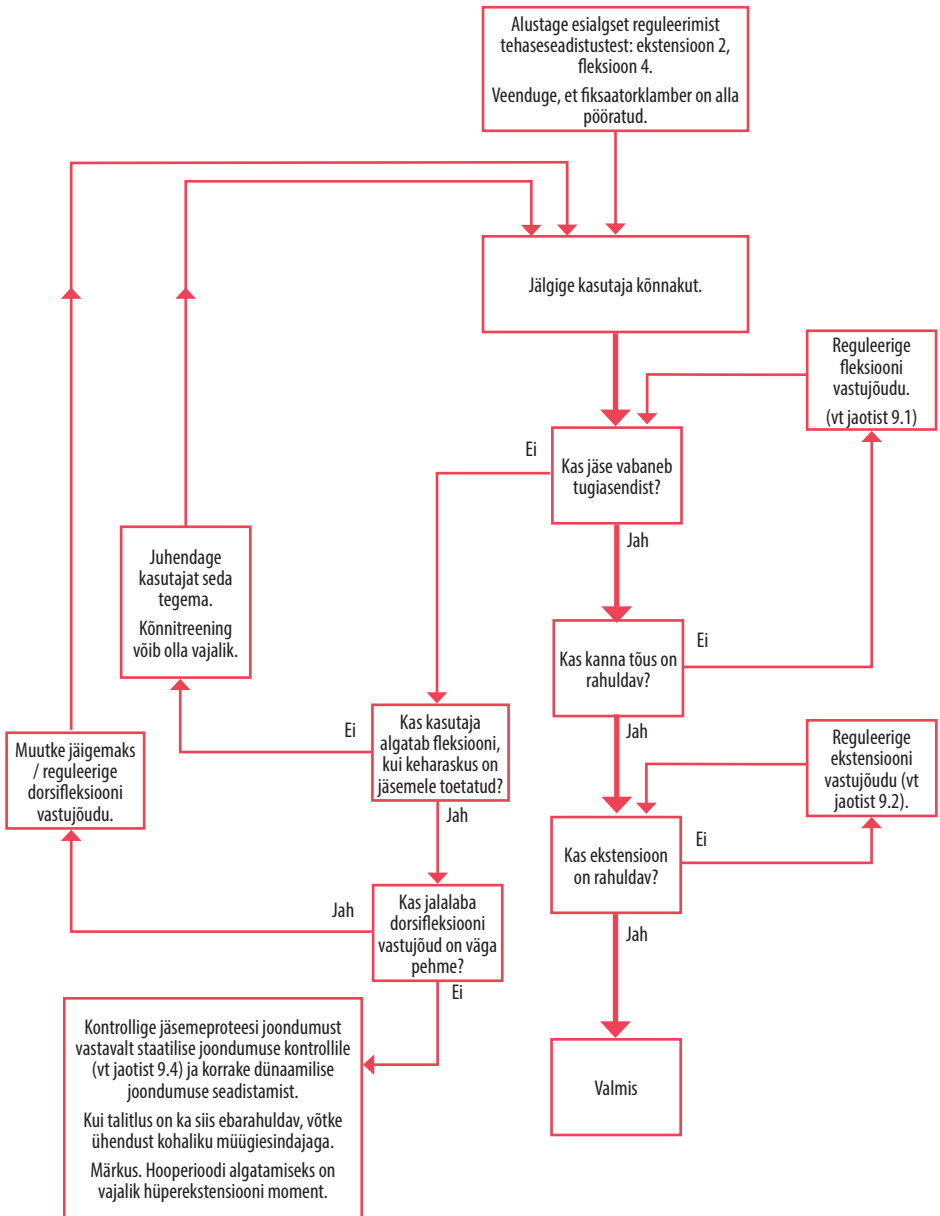 Alustage esialgset reguleerimist
tehaseseadistustest: ekstensioon 2,
fleksioon 4.
Veenduge, et fiksaatorklamber on alla
pööratud.
Jälgige kasutaja kõnnakut.
Reguleerige
fleksiooni
vastujõudu.
(vt jaotist 9.1)
Ei
Kas jäse vabaneb
tugiasendist?
Jah
Juhendage
kasutajat seda
tegema.
Kõnnitreening
võib olla vajalik.
Ei
Kas kanna tõus on
rahuldav?
Jah
Ei
Kas kasutaja
algatab fleksiooni,
kui keharaskus on
jäsemele toetatud?
Jah
Muutke jäigemaks
/ reguleerige
dorsifleksiooni
vastujõudu.
Reguleerige
ekstensiooni
vastujõudu (vt
jaotist 9.2).
Ei
Kas ekstensioon
on rahuldav?
Jah
Jah
Kas jalalaba
dorsifleksiooni
vastujõud on väga
pehme?
Ei
Kontrollige jäsemeproteesi joondumust
vastavalt staatilise joondumuse kontrollile
(vt jaotist 9.4) ja korrake dünaamilise
joondumuse seadistamist.
Kui talitlus on ka siis ebarahuldav, võtke
ühendust kohaliku müügiesindajaga.
Märkus. Hooperioodi algatamiseks on
vajalik hüperekstensiooni moment.
Valmis